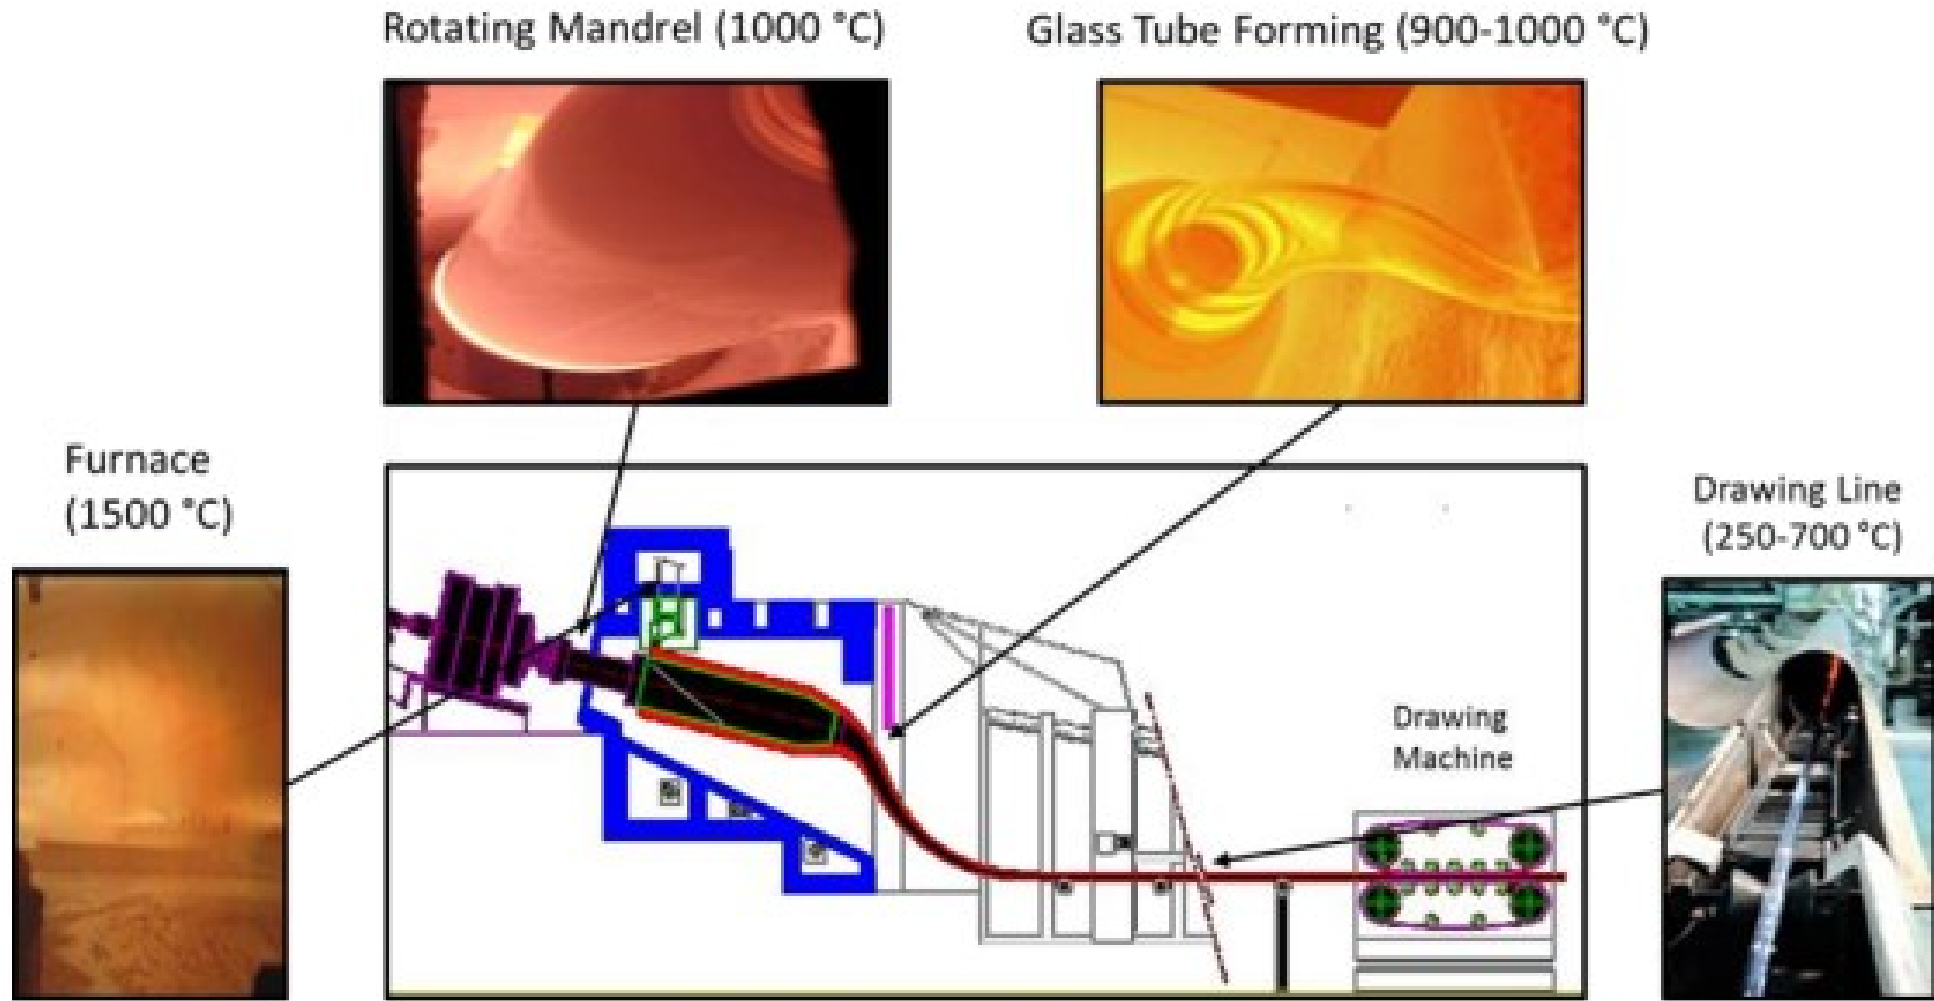 Rotating Mandrel (1000 °C)
Glass Tube Forming (900-1000 °C)
Furnace
(1500 °C)
Drawing Line
(250-700 °C)
Drawing
Machine